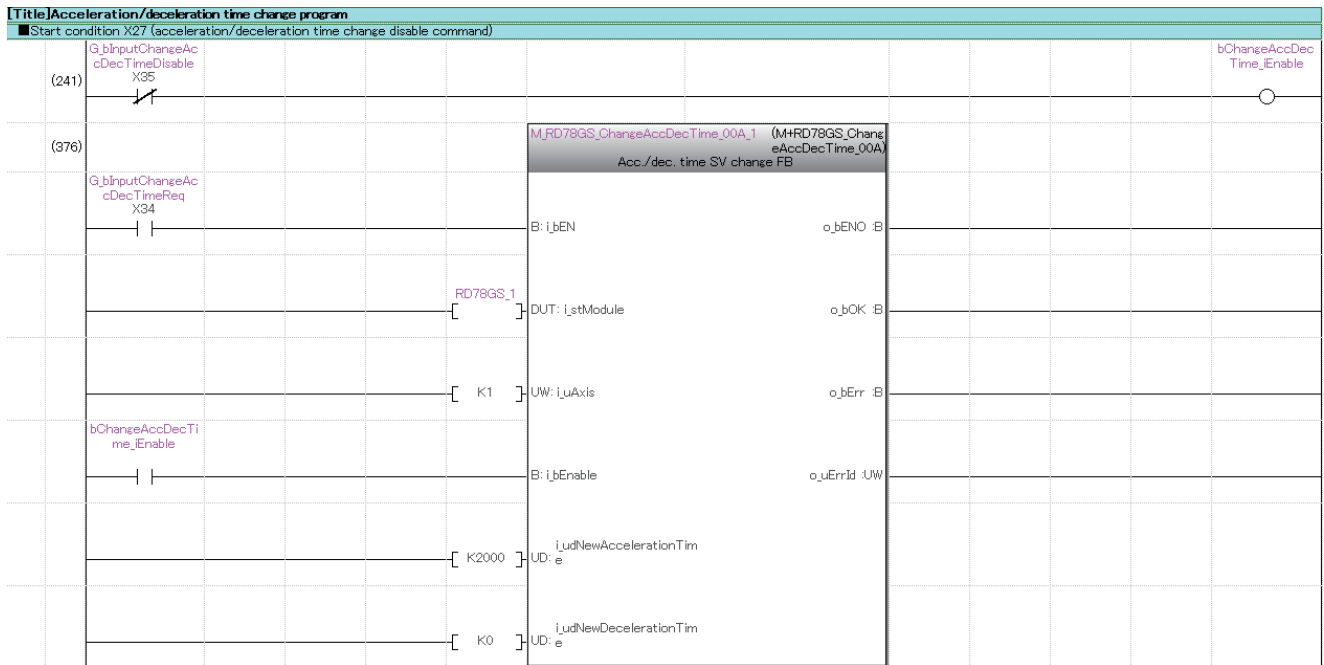 [Title]Acceleration/deceleration time change program
■Start condition X27 (acceleration/deceleration time change disable command)
G_bInputChangeAc
cDecTimeDisable
X35
bChangeAccDec
Time_iEnable
(241)
(376)
M_RD78GS_ChangeAccDecTime_00A_1 (M+RD78GS_Chang
eAccDecTime_00A)
Acc./dec. time SV change FB
G_bInputChangeAc
cDecTimeReq
X34
B: i_bEN
o_bENO :B
RD78GS_1
DUT: i_stModule
o_bOK :B
K1
UW: i_uAxis
o_bErr :B
bChangeAccDecTi
me_iEnable
B: i_bEnable
o_uErrId :UW
K2000
UD: i_udNewAccelerationTim
e
K0
UD: i_udNewDecelerationTim
e